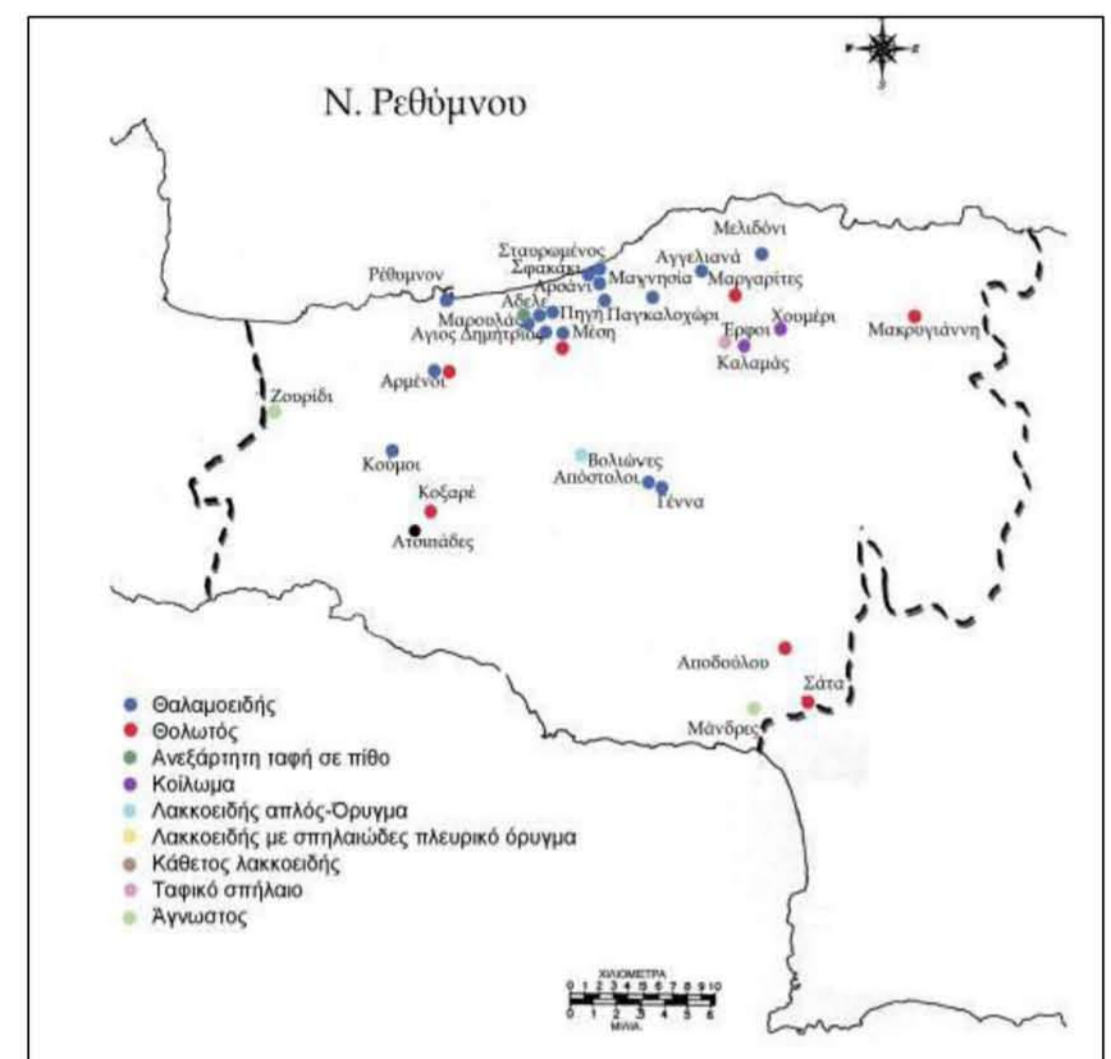 W E
S
Ν. Ρεθύμνου
Μελιδόνι
Σταυρωμένος
Αγγελιανά
Σφακάκι
Ρέθυμνον
Μαγνησία Μαργαρίτες
Αρσάνι
Αδελε
Μαρουλάς
Πηγή Παγκαλοχώρι
Χουμέρι
Έρφοι
Μακρυγιάννη
Αγιος Δημήτριος
Μέση
Καλαμάς
Αρμένοι
Ζουρίδι
Κούμοι
Βολιώνες
Απόστολοι
Γέννα
Κοξαρέ
Ατσιπάδες
Αποδούλου
Σάτα
Μάνδρες
Θαλαμοειδής
Θολωτός
Ανεξάρτητη ταφή σε πίθο
Κοίλωμα
Λακκοειδής απλός-Όρυγμα
Λακκοειδής με σπηλαιώδες πλευρικό όρυγμα
Κάθετος λακκοειδής
Ταφικό σπήλαιο
Άγνωστος
ΧΙΛΙΟΜΕΤΡΑ
0 1 2 3 4 5 6 7 8 9 10
0 1 2 3 4 5 6
ΜΙΛΙΑ.